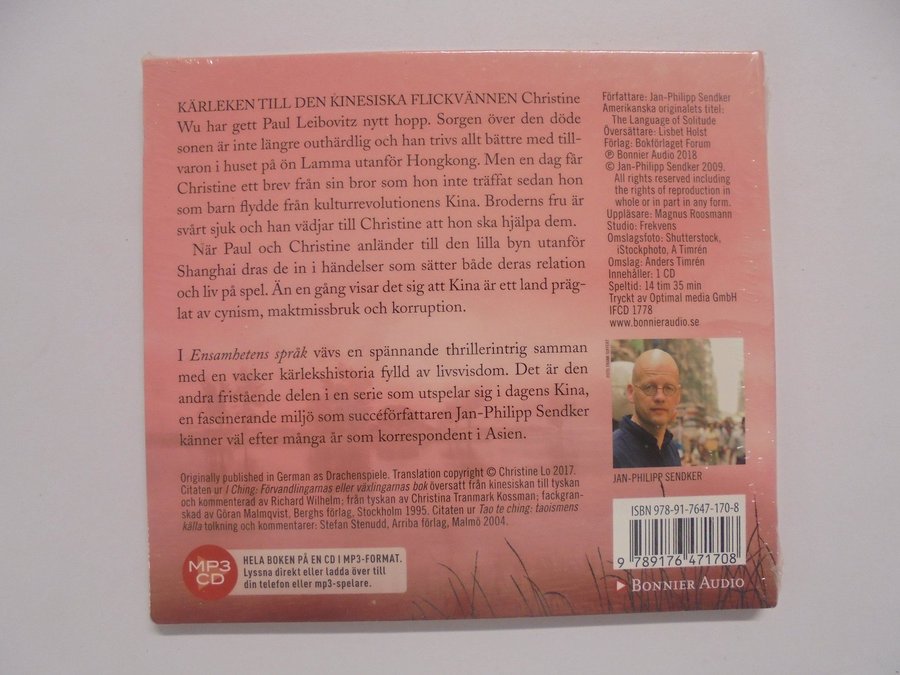 KÄRLEKEN TILL DEN KINESISKA FLICKVÄNNEN Christine
Wu har gett Paul Leibovitz nytt hopp. Sorgen över den döde
sonen är inte längre outhärdlig och han trivs allt bättre med till-
varon i huset på ön Lamma utanför Hongkong. Men en dag får
Christine ett brev från sin bror som hon inte träffat sedan hon
som barn flydde från kulturrevolutionens Kina. Broderns fru är
svårt sjuk och han vädjar till Christine att hon ska hjälpa dem.
När Paul och Christine anländer till den lilla byn utanför
Shanghai dras de in i händelser som sätter både deras relation
och liv på spel. Än en gång visar det sig att Kina är ett land präg-
lat av cynism, maktmissbruk och korruption.
I Ensamhetens språk vävs en spännande thrillerintrig samman
med en vacker kärlekshistoria fylld av livsvisdom. Det är den
andra fristående delen i en serie som utspelar sig i dagens Kina,
en fascinerande miljö som succéförfattaren Jan-Philipp Sendker
känner väl efter många år som korrespondent i Asien.
Originally published in German as Drachenspiele. Translation copyright © Christine Lo 2017.
Citaten ur I Ching: Förvandlingarnas eller växlingarnas bok översatt från kinesiskan till tyskan
och kommenterad av Richard Wilhelm; från tyskan av Christina Tranmark Kossman; fackgran-
skad av Göran Malmqvist, Berghs förlag, Stockholm 1995. Citaten ur Tao te ching: taoismens
källa tolkning och kommentarer: Stefan Stenudd, Arriba förlag, Malmö 2004.
MP3
CD
HELA BOKEN PÅ EN CD I MP3-FORMAT.
Lyssna direkt eller ladda över till
din telefon eller mp3-spelare.
Författare: Jan-Philipp Sendker
Amerikanska originalets titel:
The Language of Solitude
Översättare: Lisbet Holst
Förlag: Bokförlaget Forum
℗ Bonnier Audio 2018
© Jan-Philipp Sendker 2009.
All rights reserved including
the rights of reproduction in
whole or in part in any form.
Uppläsare: Magnus Roosmann
Studio: Frekvens
Omslagsfoto: Shutterstock,
iStockphoto, A Timrén
Omslag: Anders Timrén
Innehåller: 1 CD
Speltid: 14 tim 35 min
Tryckt av Optimal media GmbH
IFCD 1778
www.bonnieraudio.se
JAN-PHILIPP SENDKER
ISBN 978-91-7647-170-8
9 789176 471708
BONNIER AUDIO